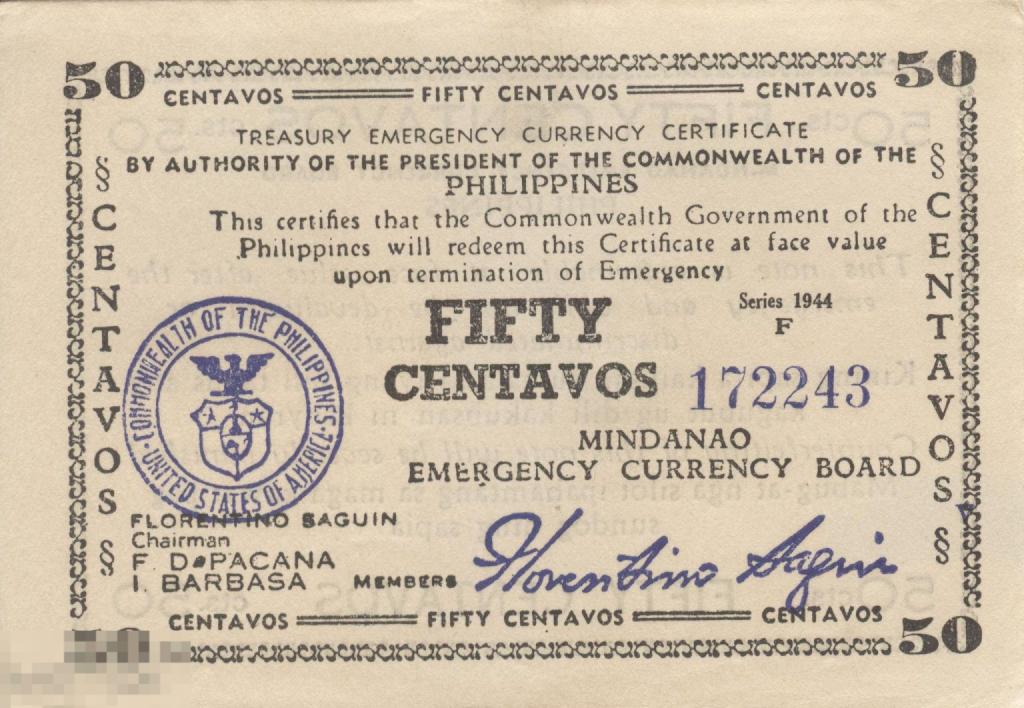 50 50
CENTAVOS FIFTY CENTAVOS CENTAVOS
TREASURY EMERGENCY CURRENCY CERTIFICATE
BY AUTHORITY OF THE PRESIDENT OF THE COMMONWEALTH OF THE
PHILIPPINES
This certifies that the Commonwealth Government of the
Philippines will redeem this Certificate at face value
upon termination of Emergency
§ CENTAVOS §
§ CENTAVOS §
FIFTY
CENTAVOS
Series 1944
F
172243
COMMONWEALTH OF THE PHILIPPINES
UNITED STATES OF AMERICA
MINDANAO
EMERGENCY CURRENCY BOARD
FLORENTINO SAGUIN
Chairman
F. D. PACANA
I. BARBASA MEMBERS
Florentino Saguin
CENTAVOS FIFTY CENTAVOS CENTAVOS
50 50